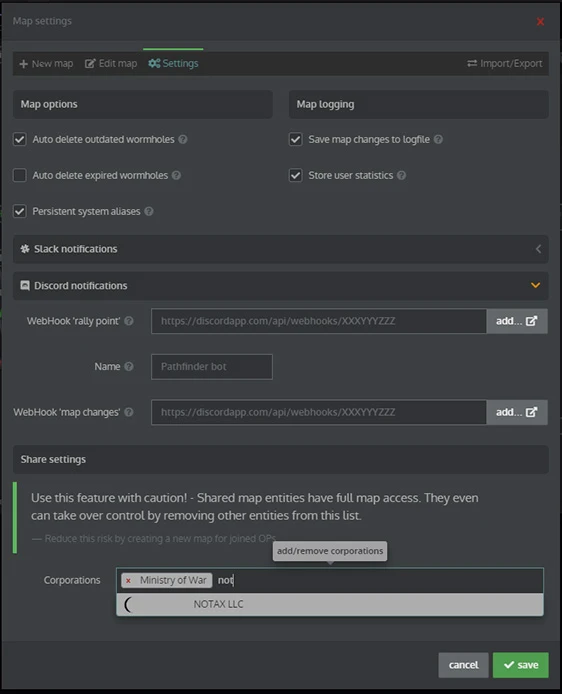 Map settings
x
New map Edit map Settings Import/Export
Map options Map logging
Auto delete outdated wormholes ? Save map changes to logfile ?
Auto delete expired wormholes ? Store user statistics ?
Persistent system aliases ?
Slack notifications
Discord notifications
WebHook 'rally point' ? https://discordapp.com/api/webhooks/XXXYYYZZZ add...
Name ? Pathfinder bot
WebHook 'map changes' ? https://discordapp.com/api/webhooks/XXXYYYZZZ add...
Share settings
Use this feature with caution! - Shared map entities have full map access. They even
can take over control by removing other entities from this list.
— Reduce this risk by creating a new map for joined OPs
add/remove corporations
Corporations × Ministry of War not
NOTAX LLC
cancel save